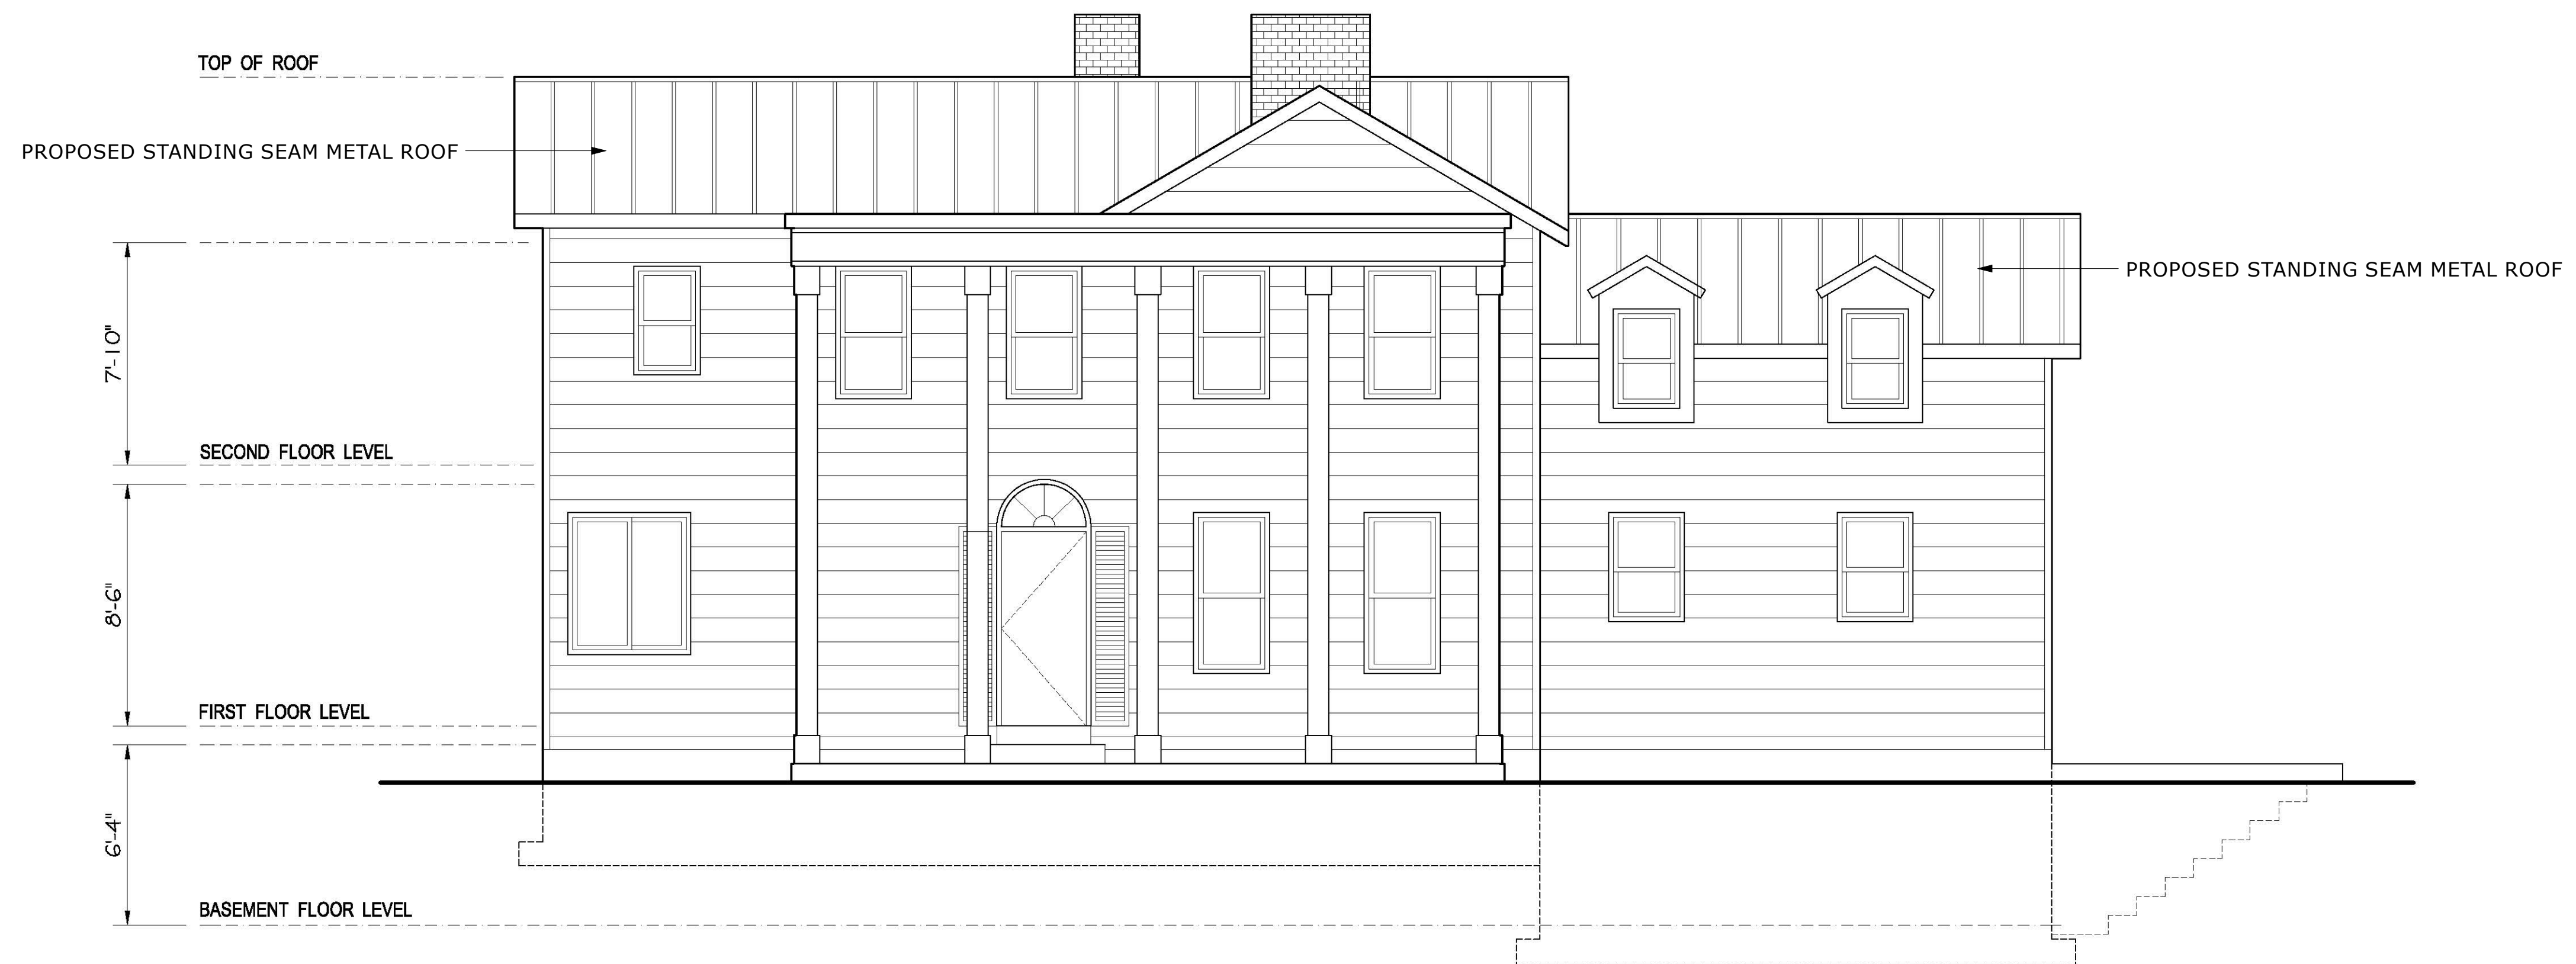 TOP OF ROOF
PROPOSED STANDING SEAM METAL ROOF
PROPOSED STANDING SEAM METAL ROOF
7'-10"
SECOND FLOOR LEVEL
8'-6"
FIRST FLOOR LEVEL
6'-4"
BASEMENT FLOOR LEVEL